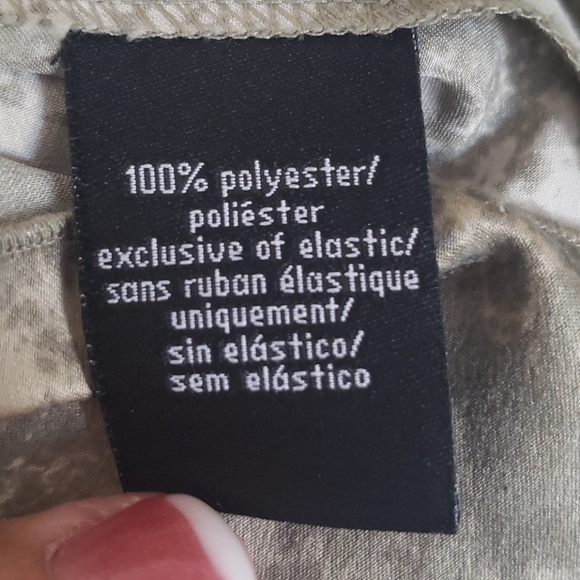 100% polyester/
poliéster
exclusive of elastic/
sans ruban élastique
uniquement/
sin elástico/
sem elástico